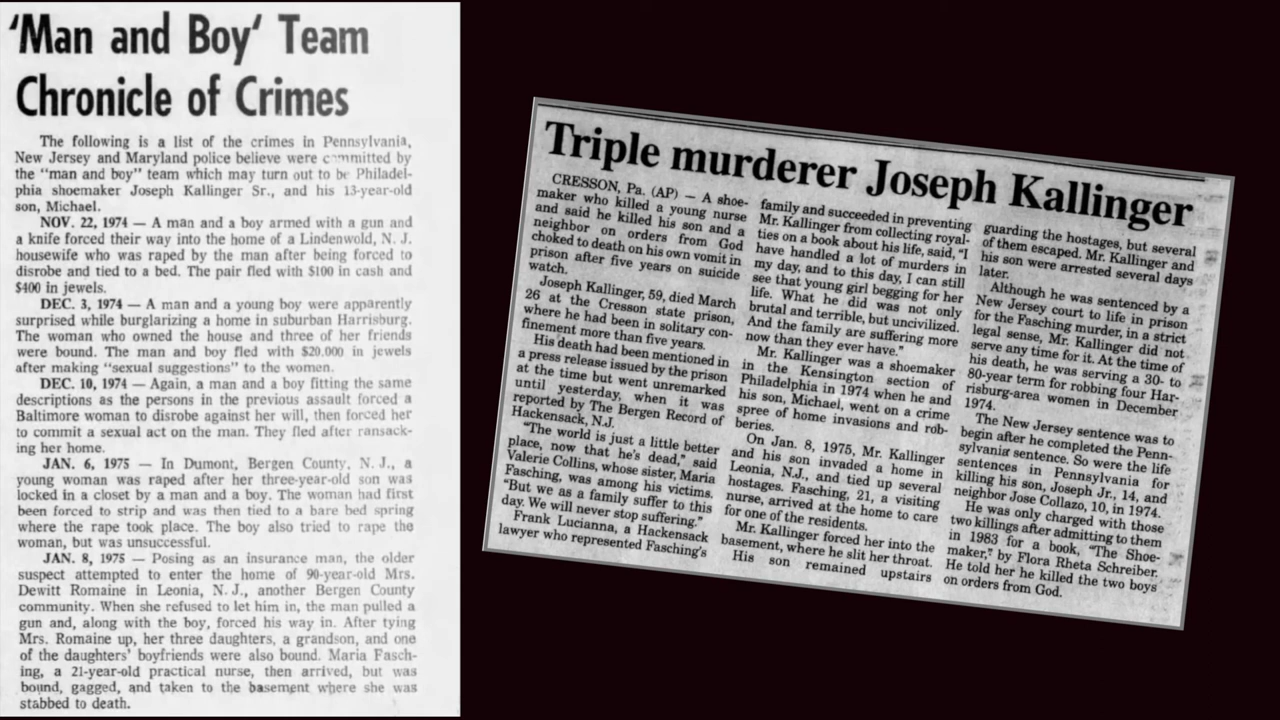 ‘Man and Boy‘ Team
Chronicle of Crimes
The following is a list of the crimes in Pennsylvania,
New Jersey and Maryland police believe were committed by
the "man and boy" team which may turn out to be Philadel-
phia shoemaker Joseph Kallinger Sr., and his 13-year-old
son, Michael.
NOV. 22, 1974 — A man and a boy armed with a gun and
a knife forced their way into the home of a Lindenwold, N. J.
housewife who was raped by the man after being forced to
disrobe and tied to a bed. The pair fled with $100 in cash and
$400 in jewels.
DEC. 3, 1974 — A man and a young boy were apparently
surprised while burglarizing a home in suburban Harrisburg.
The woman who owned the house and three of her friends
were bound. The man and boy fled with $20.000 in jewels
after making "sexual suggestions" to the women.
DEC. 10, 1974 — Again, a man and a boy fitting the same
descriptions as the persons in the previous assault forced a
Baltimore woman to disrobe against her will, then forced her
to commit a sexual act on the man. They fled after ransack-
ing her home.
JAN. 6, 1975 — In Dumont, Bergen County, N. J., a
young woman was raped after her three-year-old son was
locked in a closet by a man and a boy. The woman had first
been forced to strip and was then tied to a bare bed spring
where the rape took place. The boy also tried to rape the
woman, but was unsuccessful.
JAN. 8, 1975 — Posing as an insurance man, the older
suspect attempted to enter the home of 90-year-old Mrs.
Dewitt Romaine in Leonia, N. J., another Bergen County
community. When she refused to let him in, the man pulled a
gun and, along with the boy, forced his way in. After tying
Mrs. Romaine up, her three daughters, a grandson, and one
of the daughters' boyfriends were also bound. Maria Fasch-
ing, a 21-year-old practical nurse, then arrived, but was
bound, gagged, and taken to the basement where she was
stabbed to death.
Triple murderer Joseph Kallinger
CRESSON, Pa. (AP) — A shoe-
maker who killed a young nurse
and said he killed his son and a
neighbor on orders from God
choked to death on his own vomit in
prison after five years on suicide
watch.
Joseph Kallinger, 59, died March
26 at the Cresson state prison,
where he had been in solitary con-
finement more than five years.
His death had been mentioned in
a press release issued by the prison
at the time but went unremarked
until yesterday, when it was
reported by The Bergen Record of
Hackensack, N.J.
"The world is just a little better
place, now that he's dead," said
Valerie Collins, whose sister, Maria
Fasching, was among his victims.
"But we as a family suffer to this
day. We will never stop suffering."
Frank Lucianna, a Hackensack
lawyer who represented Fasching's
family and succeeded in preventing
Mr. Kallinger from collecting royal-
ties on a book about his life, said, "I
have handled a lot of murders in
my day, and to this day, I can still
see that young girl begging for her
life. What he did was not only
brutal and terrible, but uncivilized.
And the family are suffering more
now than they ever have."
Mr. Kallinger was a shoemaker
in the Kensington section of
Philadelphia in 1974 when he and
his son, Michael, went on a crime
spree of home invasions and rob-
beries.
On Jan. 8, 1975, Mr. Kallinger
and his son invaded a home in
Leonia, N.J., and tied up several
hostages. Fasching, 21, a visiting
nurse, arrived at the home to care
for one of the residents.
Mr. Kallinger forced her into the
basement, where he slit her throat.
His son remained upstairs
guarding the hostages, but several
of them escaped. Mr. Kallinger and
his son were arrested several days
later.
Although he was sentenced by a
New Jersey court to life in prison
for the Fasching murder, in a strict
legal sense, Mr. Kallinger did not
serve any time for it. At the time of
his death, he was serving a 30- to
80-year term for robbing four Har-
risburg-area women in December
1974.
The New Jersey sentence was to
begin after he completed the Penn-
sylvania sentence. So were the life
sentences in Pennsylvania for
killing his son, Joseph Jr., 14, and
neighbor Jose Collazo, 10, in 1974.
He was only charged with those
two killings after admitting to them
in 1983 for a book, "The Shoe-
maker," by Flora Rheta Schreiber.
He told her he killed the two boys
on orders from God.